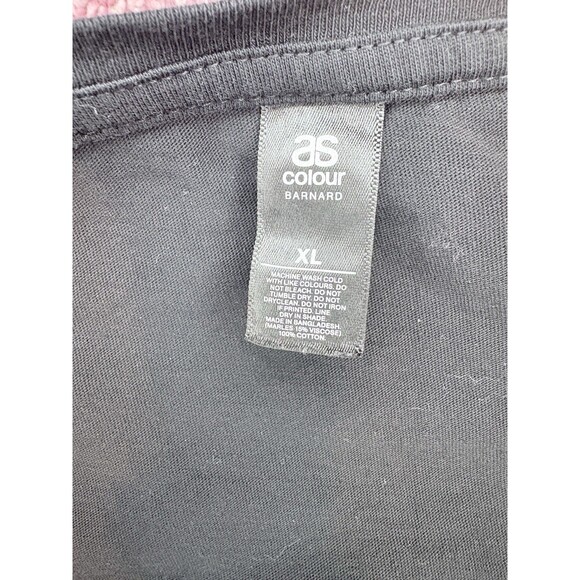 as
colour
BARNARD
XL
MACHINE WASH COLD
WITH LIKE COLOURS. DO
NOT BLEACH. DO NOT
TUMBLE DRY. DO NOT
DRYCLEAN. DO NOT IRON
IF PRINTED. LINE
DRY IN SHADE
MADE IN BANGLADESH.
(MARLES 15% VISCOSE)
100% COTTON.